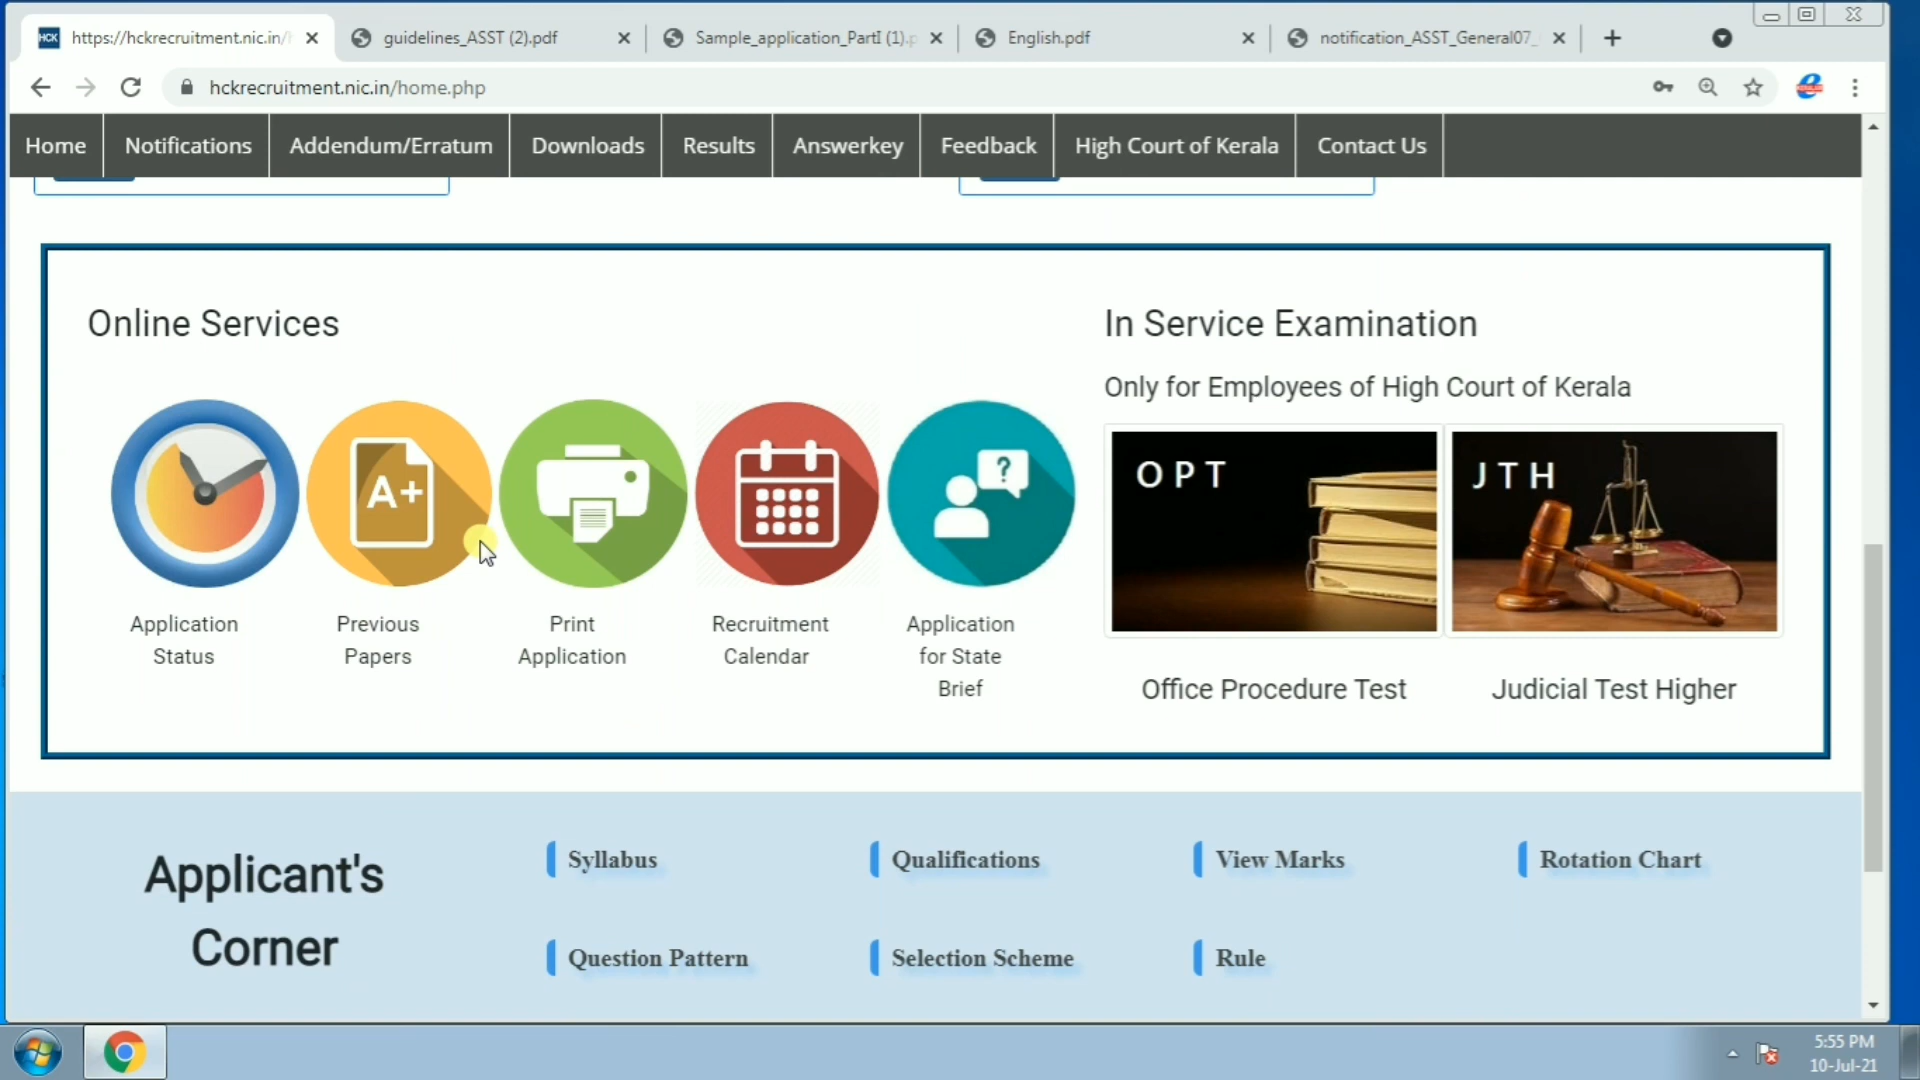 HCK https://hckrecruitment.nic.in/
guidelines_ASST (2).pdf
Sample_application_PartI (1).p
English.pdf
notification_ASST_General07_
hckrecruitment.nic.in/home.php
Home
Notifications
Addendum/Erratum
Downloads
Results
Answerkey
Feedback
High Court of Kerala
Contact Us
Online Services
In Service Examination
Only for Employees of High Court of Kerala
A+
?
OPT
JTH
Application
Status
Previous
Papers
Print
Application
Recruitment
Calendar
Application
for State
Brief
Office Procedure Test
Judicial Test Higher
Applicant's
Corner
Syllabus
Qualifications
View Marks
Rotation Chart
Question Pattern
Selection Scheme
Rule
5:55 PM
10-Jul-21